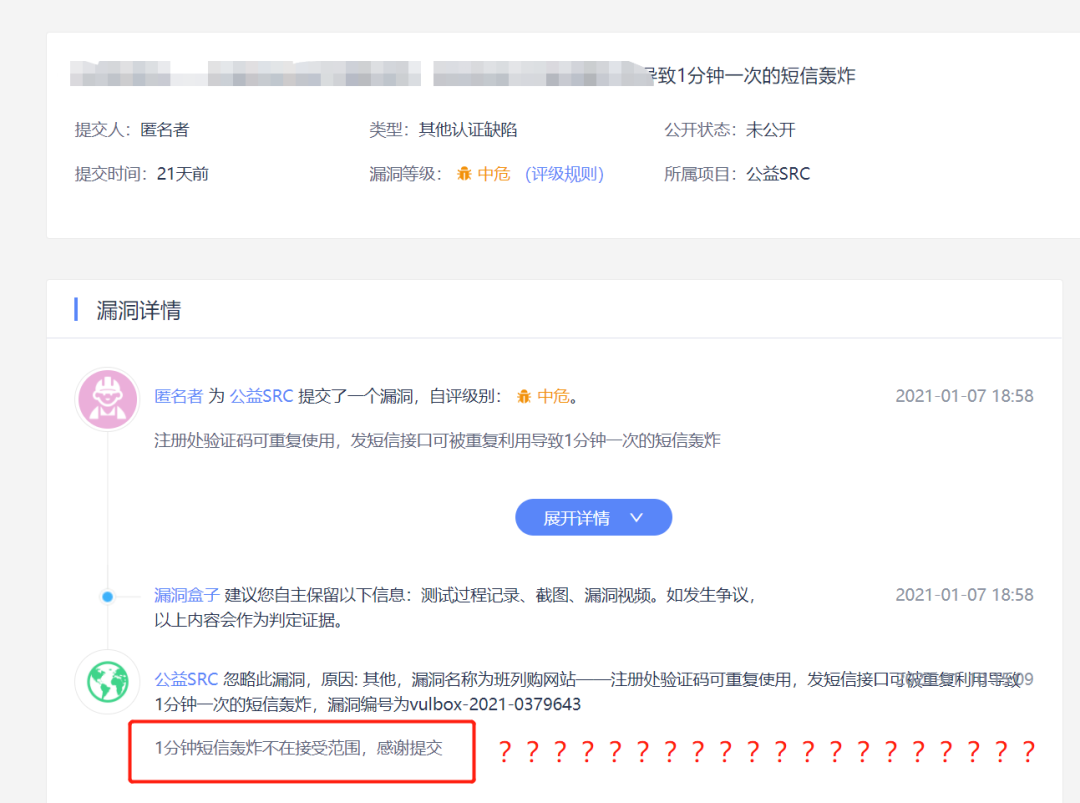 导致1分钟一次的短信轰炸
提交人：匿名者 类型：其他认证缺陷 公开状态：未公开
提交时间：21天前 漏洞等级：中危 (评级规则) 所属项目：公益SRC
漏洞详情
匿名者 为 公益SRC 提交了一个漏洞，自评级别：中危。 2021-01-07 18:58
注册处验证码可重复使用，发短信接口可被重复利用导致1分钟一次的短信轰炸
展开详情
漏洞盒子 建议您自主保留以下信息：测试过程记录、截图、漏洞视频。如发生争议， 2021-01-07 18:58
以上内容会作为判定证据。
公益SRC 忽略此漏洞，原因: 其他，漏洞名称为班列购网站——注册处验证码可重复使用，发短信接口可被重复利用导致
1分钟一次的短信轰炸，漏洞编号为vulbox-2021-0379643
1分钟短信轰炸不在接受范围，感谢提交 ？？？？？？？？？？？？？？？？？？？？